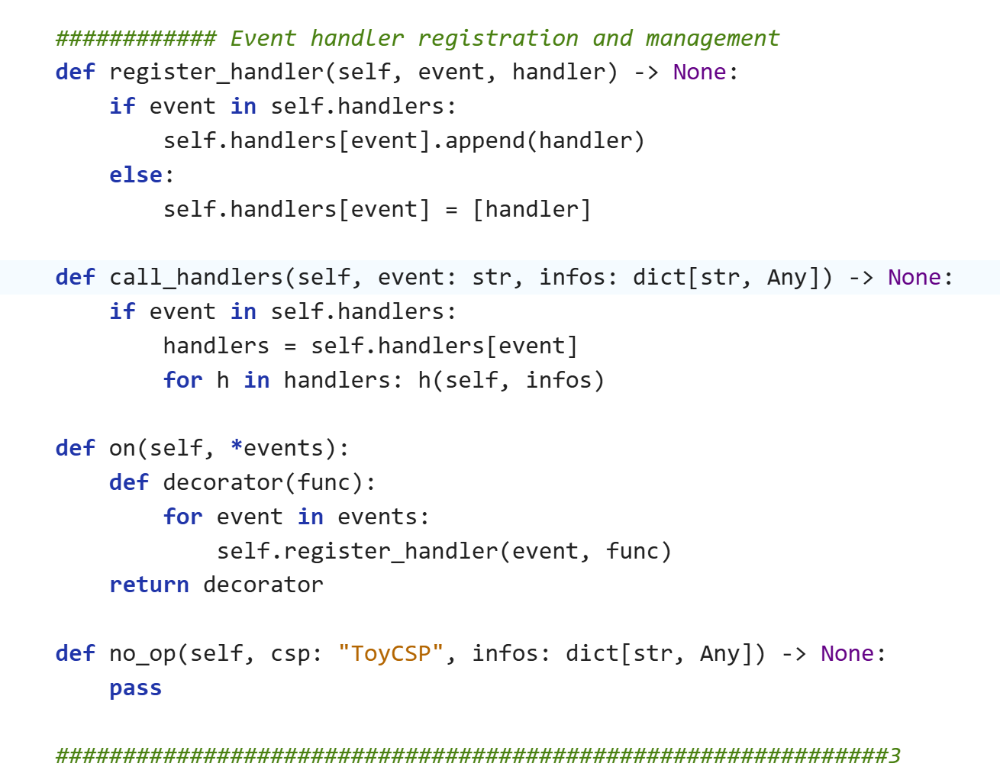 ############ Event handler registration and management
def register_handler(self, event, handler) -> None:
    if event in self.handlers:
        self.handlers[event].append(handler)
    else:
        self.handlers[event] = [handler]

def call_handlers(self, event: str, infos: dict[str, Any]) -> None:
    if event in self.handlers:
        handlers = self.handlers[event]
        for h in handlers: h(self, infos)

def on(self, *events):
    def decorator(func):
        for event in events:
            self.register_handler(event, func)
    return decorator

def no_op(self, csp: "ToyCSP", infos: dict[str, Any]) -> None:
    pass

##############################################################3